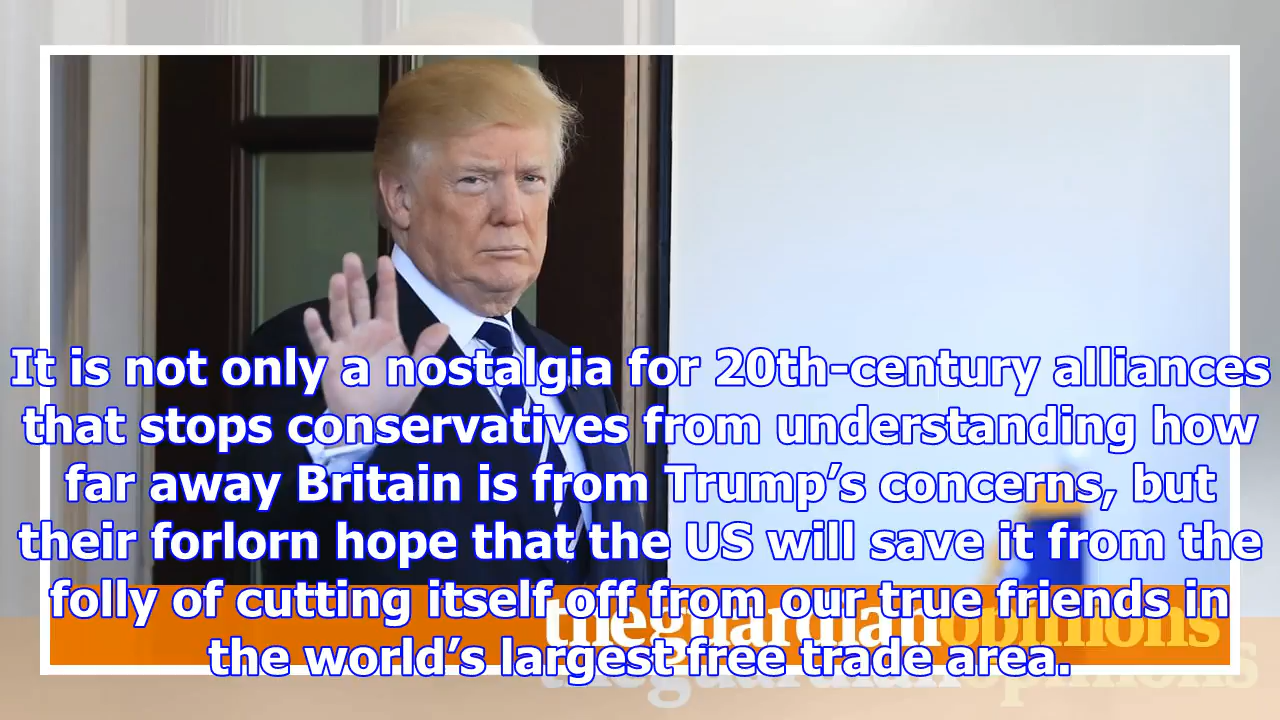 It is not only a nostalgia for 20th-century alliances
that stops conservatives from understanding how
far away Britain is from Trump’s concerns, but
their forlorn hope that the US will save it from the
folly of cutting itself off from our true friends in
theguardianopinions
the world’s largest free trade area.
theguardianopinions